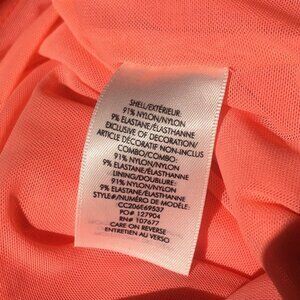 SHELL/EXTÉRIEUR:
91% NYLON/NYLON
9% ELASTANE/ÉLASTHANNE
EXCLUSIVE OF DECORATION/
ARTICLE DÉCORATIF NON-INCLUS
COMBO/COMBO:
91% NYLON/NYLON
9% ELASTANE/ÉLASTHANNE
LINING/DOUBLURE:
91% NYLON/NYLON
9% ELASTANE/ÉLASTHANNE
STYLE#/NUMÉRO DE MODÈLE:
CC206E69537
PO# 127904
RN# 107677
CARE ON REVERSE
ENTRETIEN AU VERSO